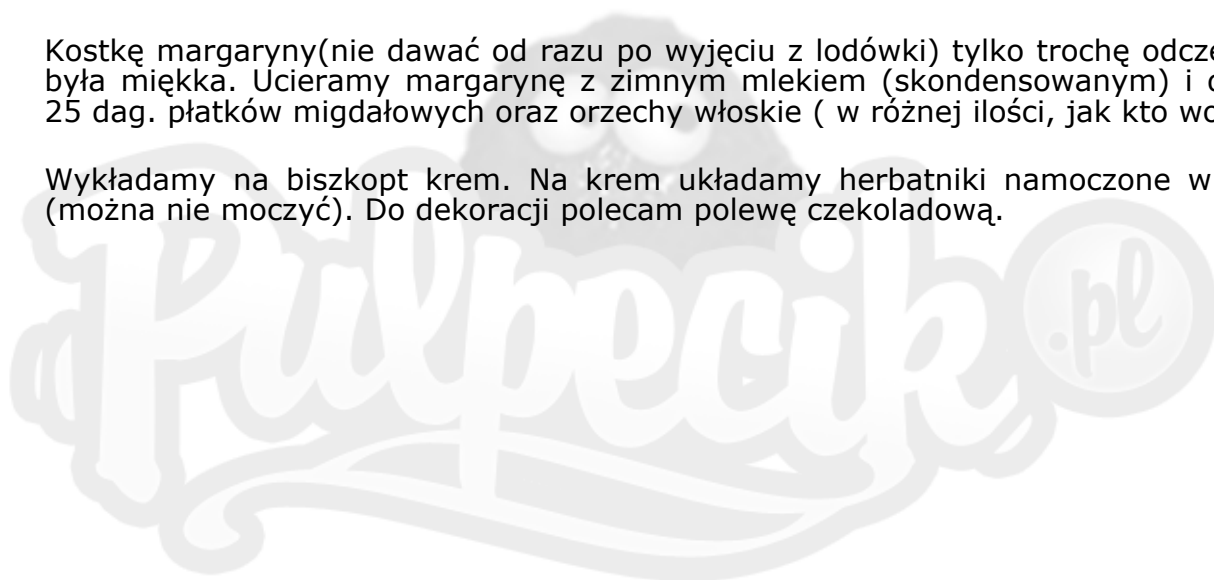 Kostkę margaryny(nie dawać od razu po wyjęciu z lodówki) tylko trochę
była miękka. Ucieramy margarynę z zimnym mlekiem (skondensowanym) i
25 dag. płatków migdałowych oraz orzechy włoskie ( w różnej ilości, jak kto
Wykładamy na biszkopt krem. Na krem układamy herbatniki namoczone w
(można nie moczyć). Do dekoracji polecam polewę czekoladową.
Pulpecik.pl